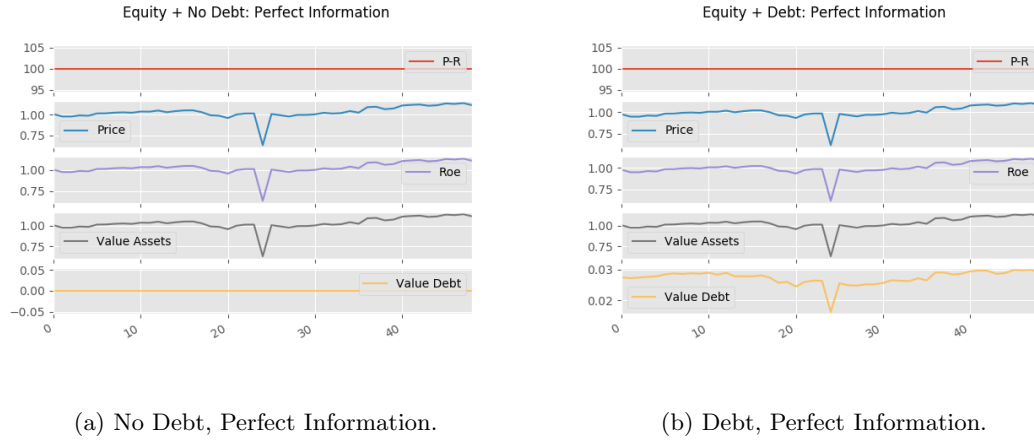 Equity + No Debt: Perfect Information
105
100
95
P-R
1.00
0.75
Price
1.00
0.75
Roe
1.00
0.75
Value Assets
0.05
0.00
−0.05
Value Debt
0
10
20
30
40
(a) No Debt, Perfect Information.
Equity + Debt: Perfect Information
105
100
95
P-R
1.00
0.75
Price
1.00
0.75
Roe
1.00
0.75
Value Assets
0.03
0.02
Value Debt
0
10
20
30
40
(b) Debt, Perfect Information.